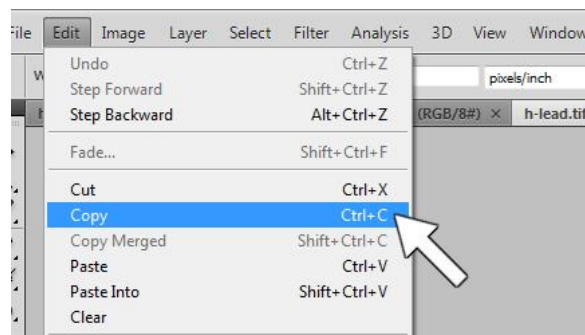 File Edit Image Layer Select Filter Analysis 3D View Window
pixels/inch
(RGB/8#) × h-lead.tif
Undo Ctrl+Z
Step Forward Shift+Ctrl+Z
Step Backward Alt+Ctrl+Z
Fade... Shift+Ctrl+F
Cut Ctrl+X
Copy Ctrl+C
Copy Merged Shift+Ctrl+C
Paste Ctrl+V
Paste Into Shift+Ctrl+V
Clear